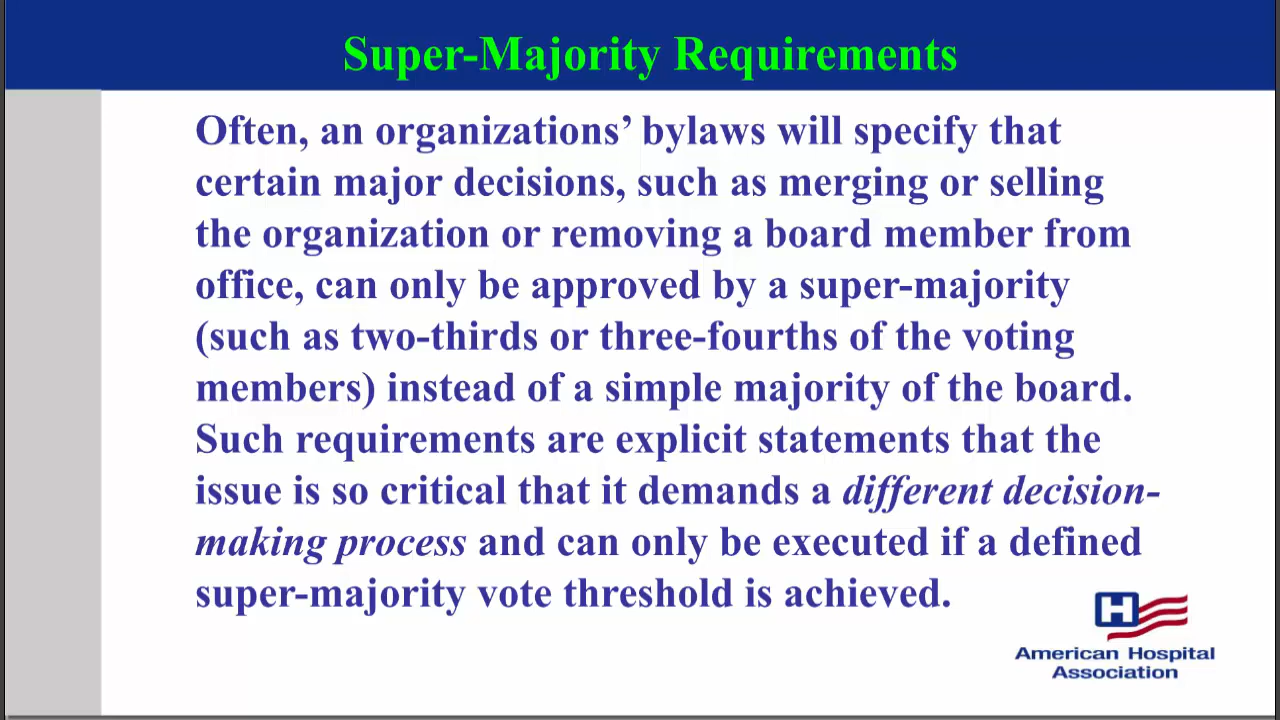 Super-Majority Requirements
Often, an organizations’ bylaws will specify that
certain major decisions, such as merging or selling
the organization or removing a board member from
office, can only be approved by a super-majority
(such as two-thirds or three-fourths of the voting
members) instead of a simple majority of the board.
Such requirements are explicit statements that the
issue is so critical that it demands a different decision-
making process and can only be executed if a defined
super-majority vote threshold is achieved.
H
American Hospital
Association